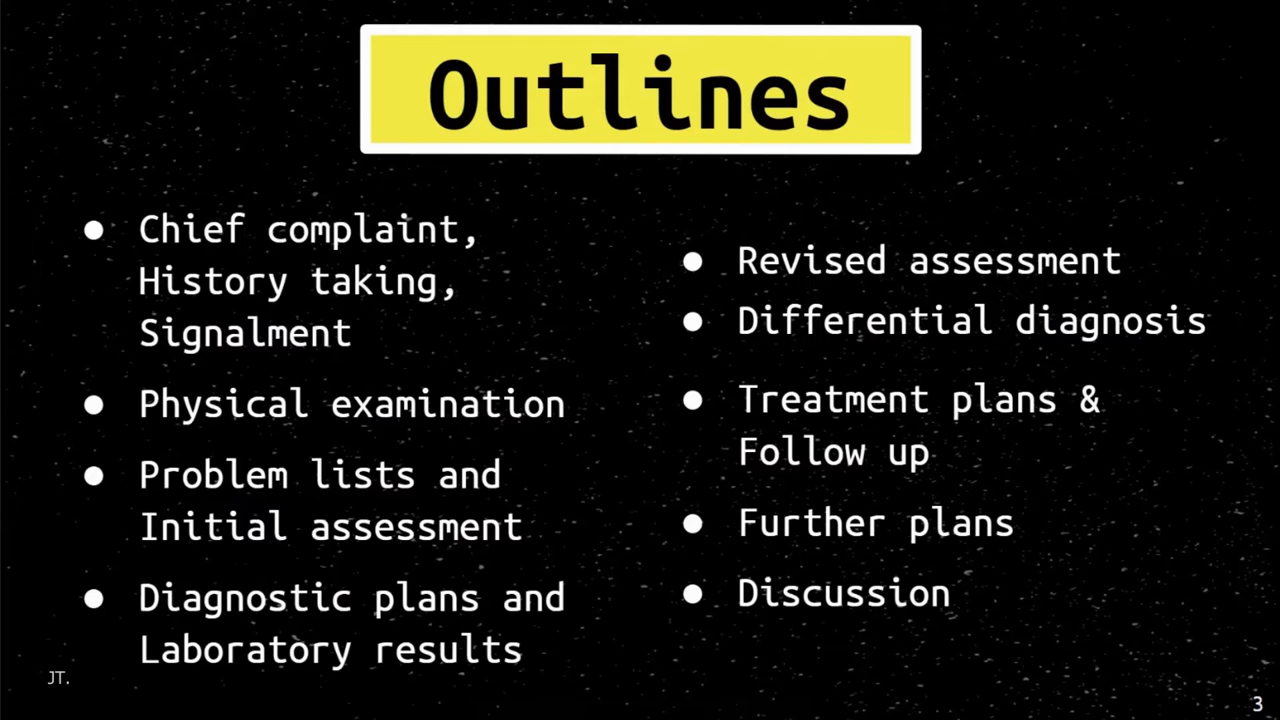 Outlines
● Chief complaint,
History taking,
Signalment
● Physical examination
● Problem lists and
Initial assessment
● Diagnostic plans and
Laboratory results
● Revised assessment
● Differential diagnosis
● Treatment plans &
Follow up
● Further plans
● Discussion
JT.
3